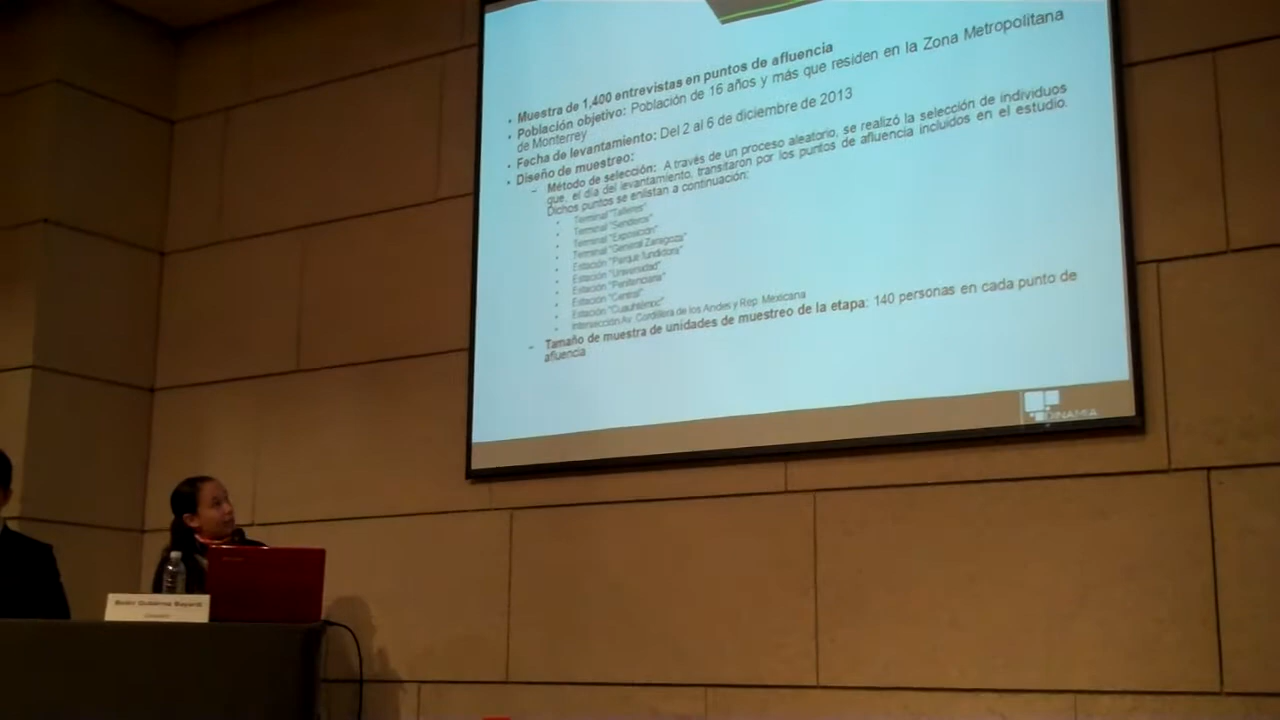 • Muestra de 1,400 entrevistas en puntos de afluencia
• Población objetivo: Población de 16 años y más que residen en la Zona Metropolitana
de Monterrey
• Fecha de levantamiento: Del 2 al 6 de diciembre de 2013
• Diseño de muestreo:
– Método de selección: A través de un proceso aleatorio, se realizó la selección de individuos
que, el día del levantamiento, transitaron por los puntos de afluencia incluidos en el estudio.
Dichos puntos se enlistan a continuación:
• Terminal "Talleres"
• Terminal "Sendero"
• Terminal "Exposición"
• Terminal "General Zaragoza"
• Estación "Parque fundidora"
• Estación "Universidad"
• Estación "Penitenciaria"
• Estación "Central"
• Estación "Cuauhtémoc"
• Intersección Av. Cordillera de los Andes y Rep. Mexicana
– Tamaño de muestra de unidades de muestreo de la etapa: 140 personas en cada punto de
afluencia
DINAMIA
Gutiérrez